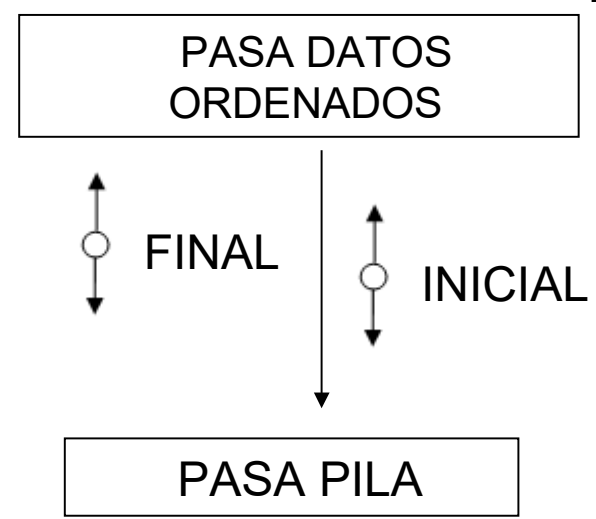 PASA DATOS
ORDENADOS
FINAL
INICIAL
PASA PILA